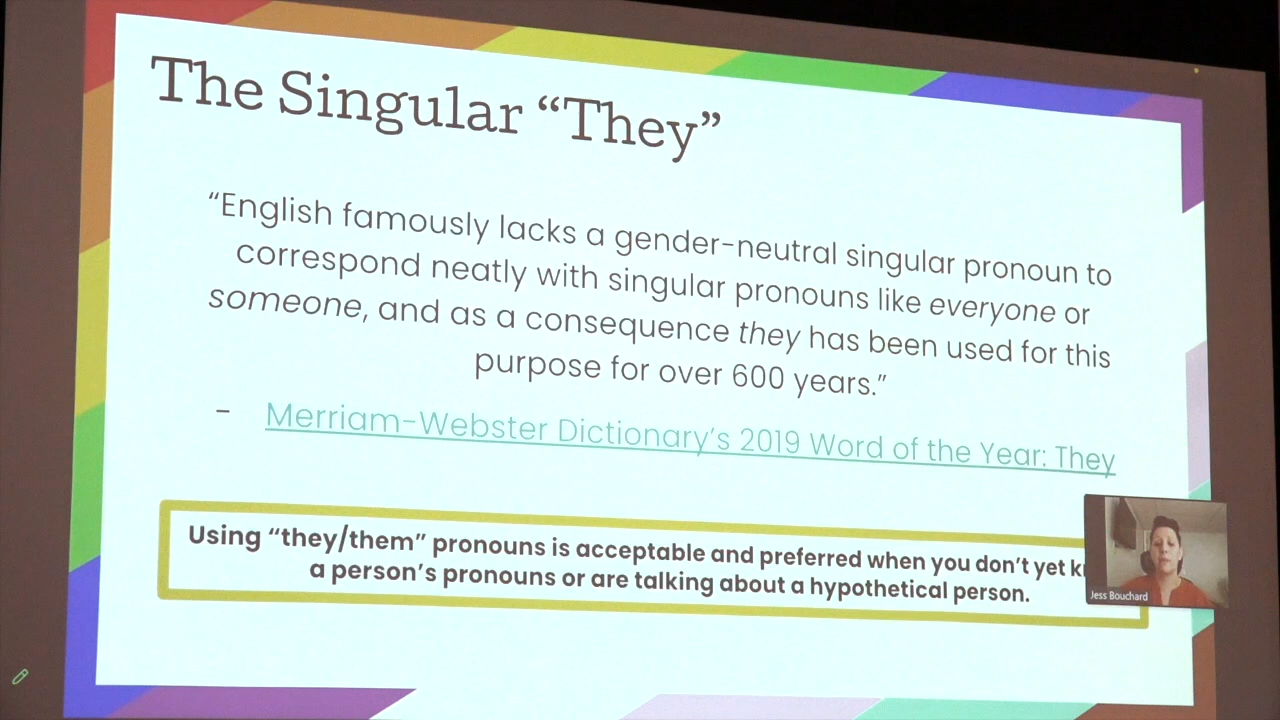 The Singular “They”
“English famously lacks a gender-neutral singular pronoun to
correspond neatly with singular pronouns like everyone or
someone, and as a consequence they has been used for this
purpose for over 600 years.”
- Merriam-Webster Dictionary’s 2019 Word of the Year: They
Using “they/them” pronouns is acceptable and preferred when you don’t yet
a person’s pronouns or are talking about a hypothetical person.
Jess Bouchard